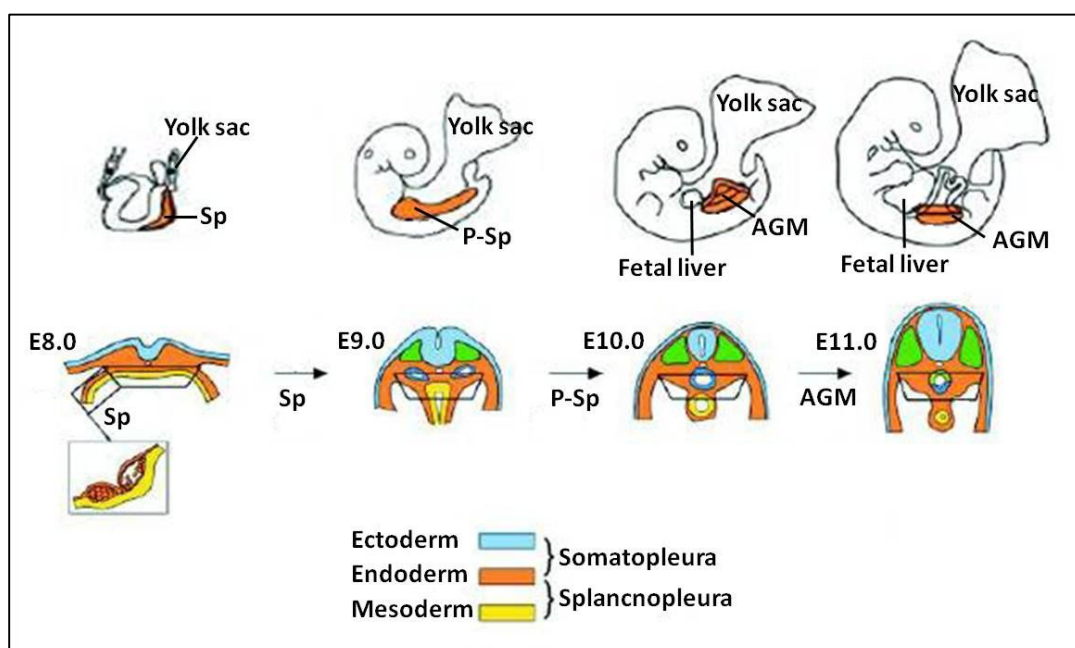 Yolk sac
Sp
Yolk sac
P-Sp
Yolk sac
AGM
Fetal liver
Yolk sac
AGM
Fetal liver
E8.0
Sp
Sp
E9.0
P-Sp
E10.0
AGM
E11.0
Ectoderm
Endoderm
Mesoderm
Somatopleura
Splancnopleura